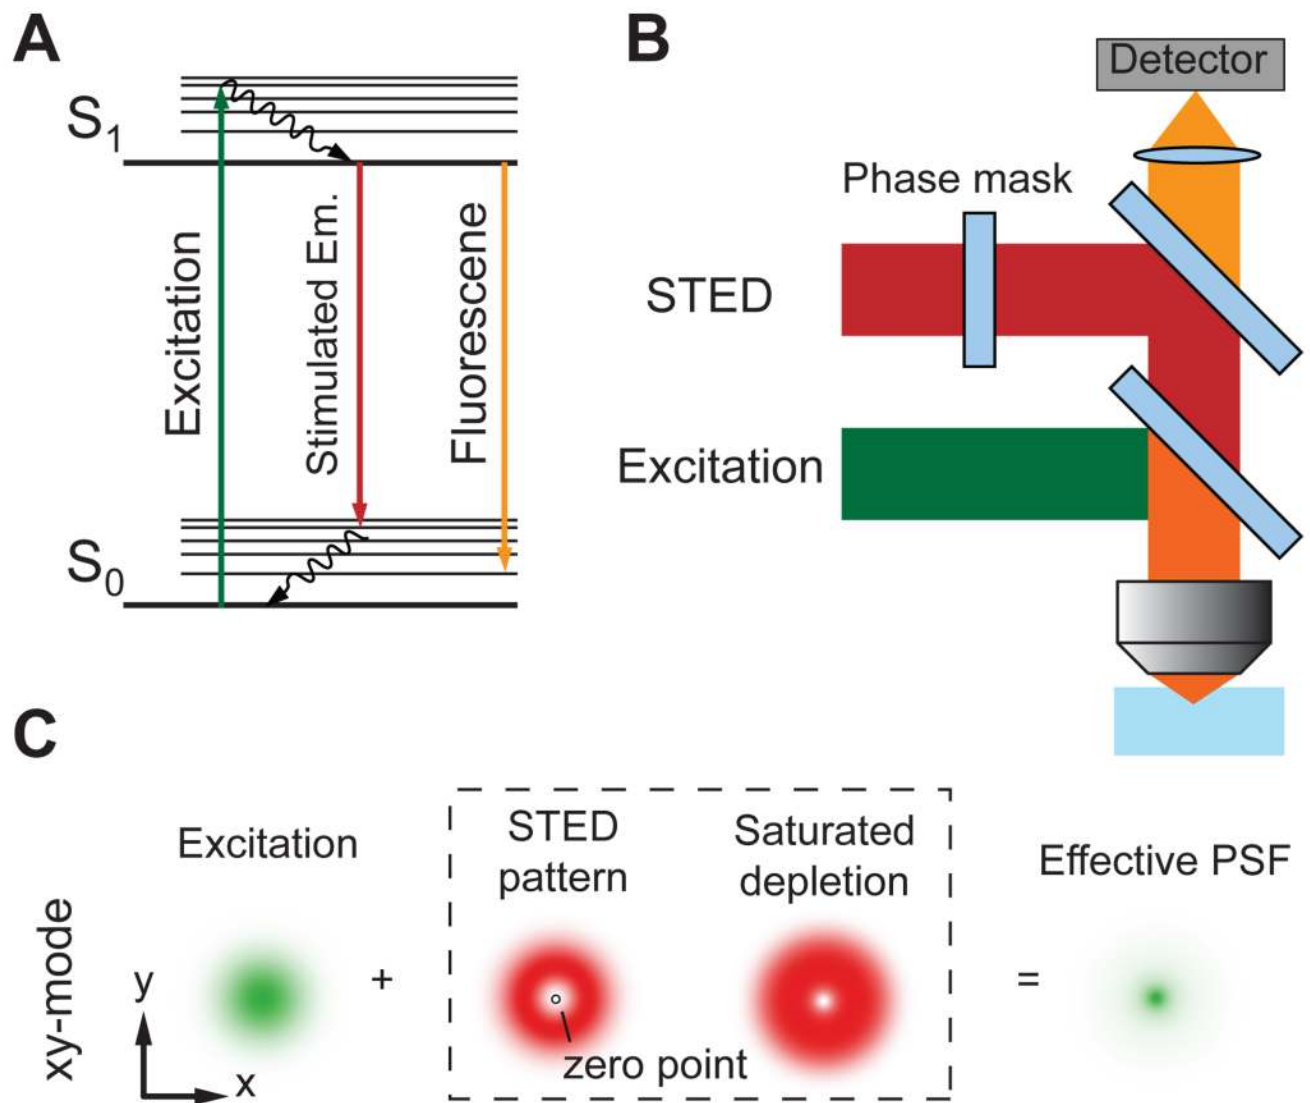 A
S1
Excitation
Stimulated Em.
Fluorescene
S0
B
Detector
Phase mask
STED
Excitation
C
Excitation
STED
pattern
Saturated
depletion
Effective PSF
xy-mode
y
x
+
zero point
=